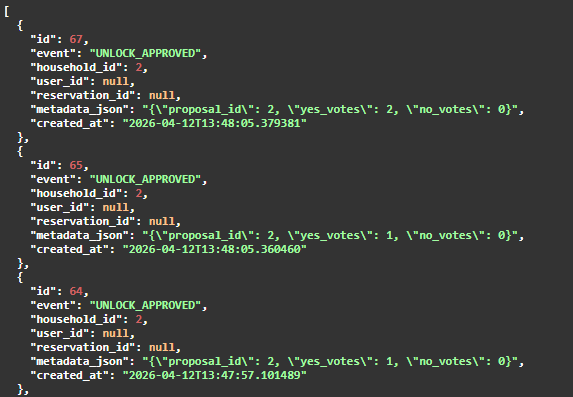 [
  {
    "id": 67,
    "event": "UNLOCK_APPROVED",
    "household_id": 2,
    "user_id": null,
    "reservation_id": null,
    "metadata_json": "{\"proposal_id\": 2, \"yes_votes\": 2, \"no_votes\": 0}",
    "created_at": "2026-04-12T13:48:05.379381"
  },
  {
    "id": 65,
    "event": "UNLOCK_APPROVED",
    "household_id": 2,
    "user_id": null,
    "reservation_id": null,
    "metadata_json": "{\"proposal_id\": 2, \"yes_votes\": 1, \"no_votes\": 0}",
    "created_at": "2026-04-12T13:48:05.360460"
  },
  {
    "id": 64,
    "event": "UNLOCK_APPROVED",
    "household_id": 2,
    "user_id": null,
    "reservation_id": null,
    "metadata_json": "{\"proposal_id\": 2, \"yes_votes\": 1, \"no_votes\": 0}",
    "created_at": "2026-04-12T13:47:57.101489"
  },